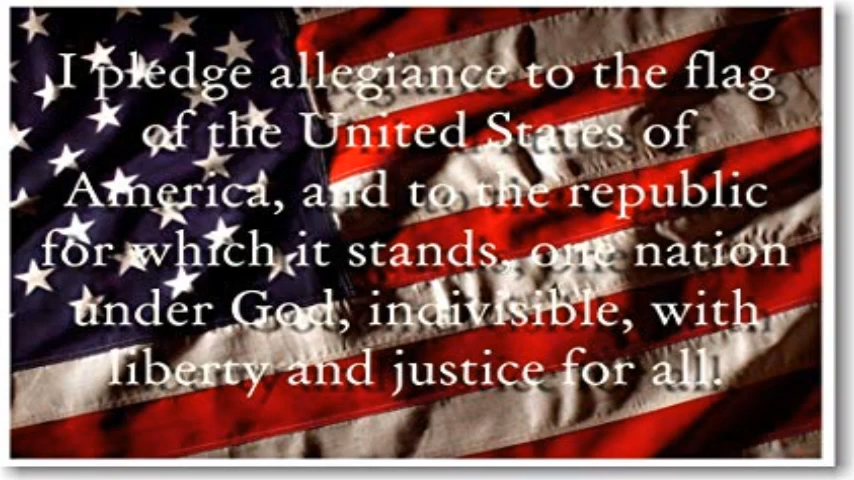 I pledge allegiance to the flag
of the United States of
America, and to the republic
for which it stands, one nation
under God, indivisible, with
liberty and justice for all.